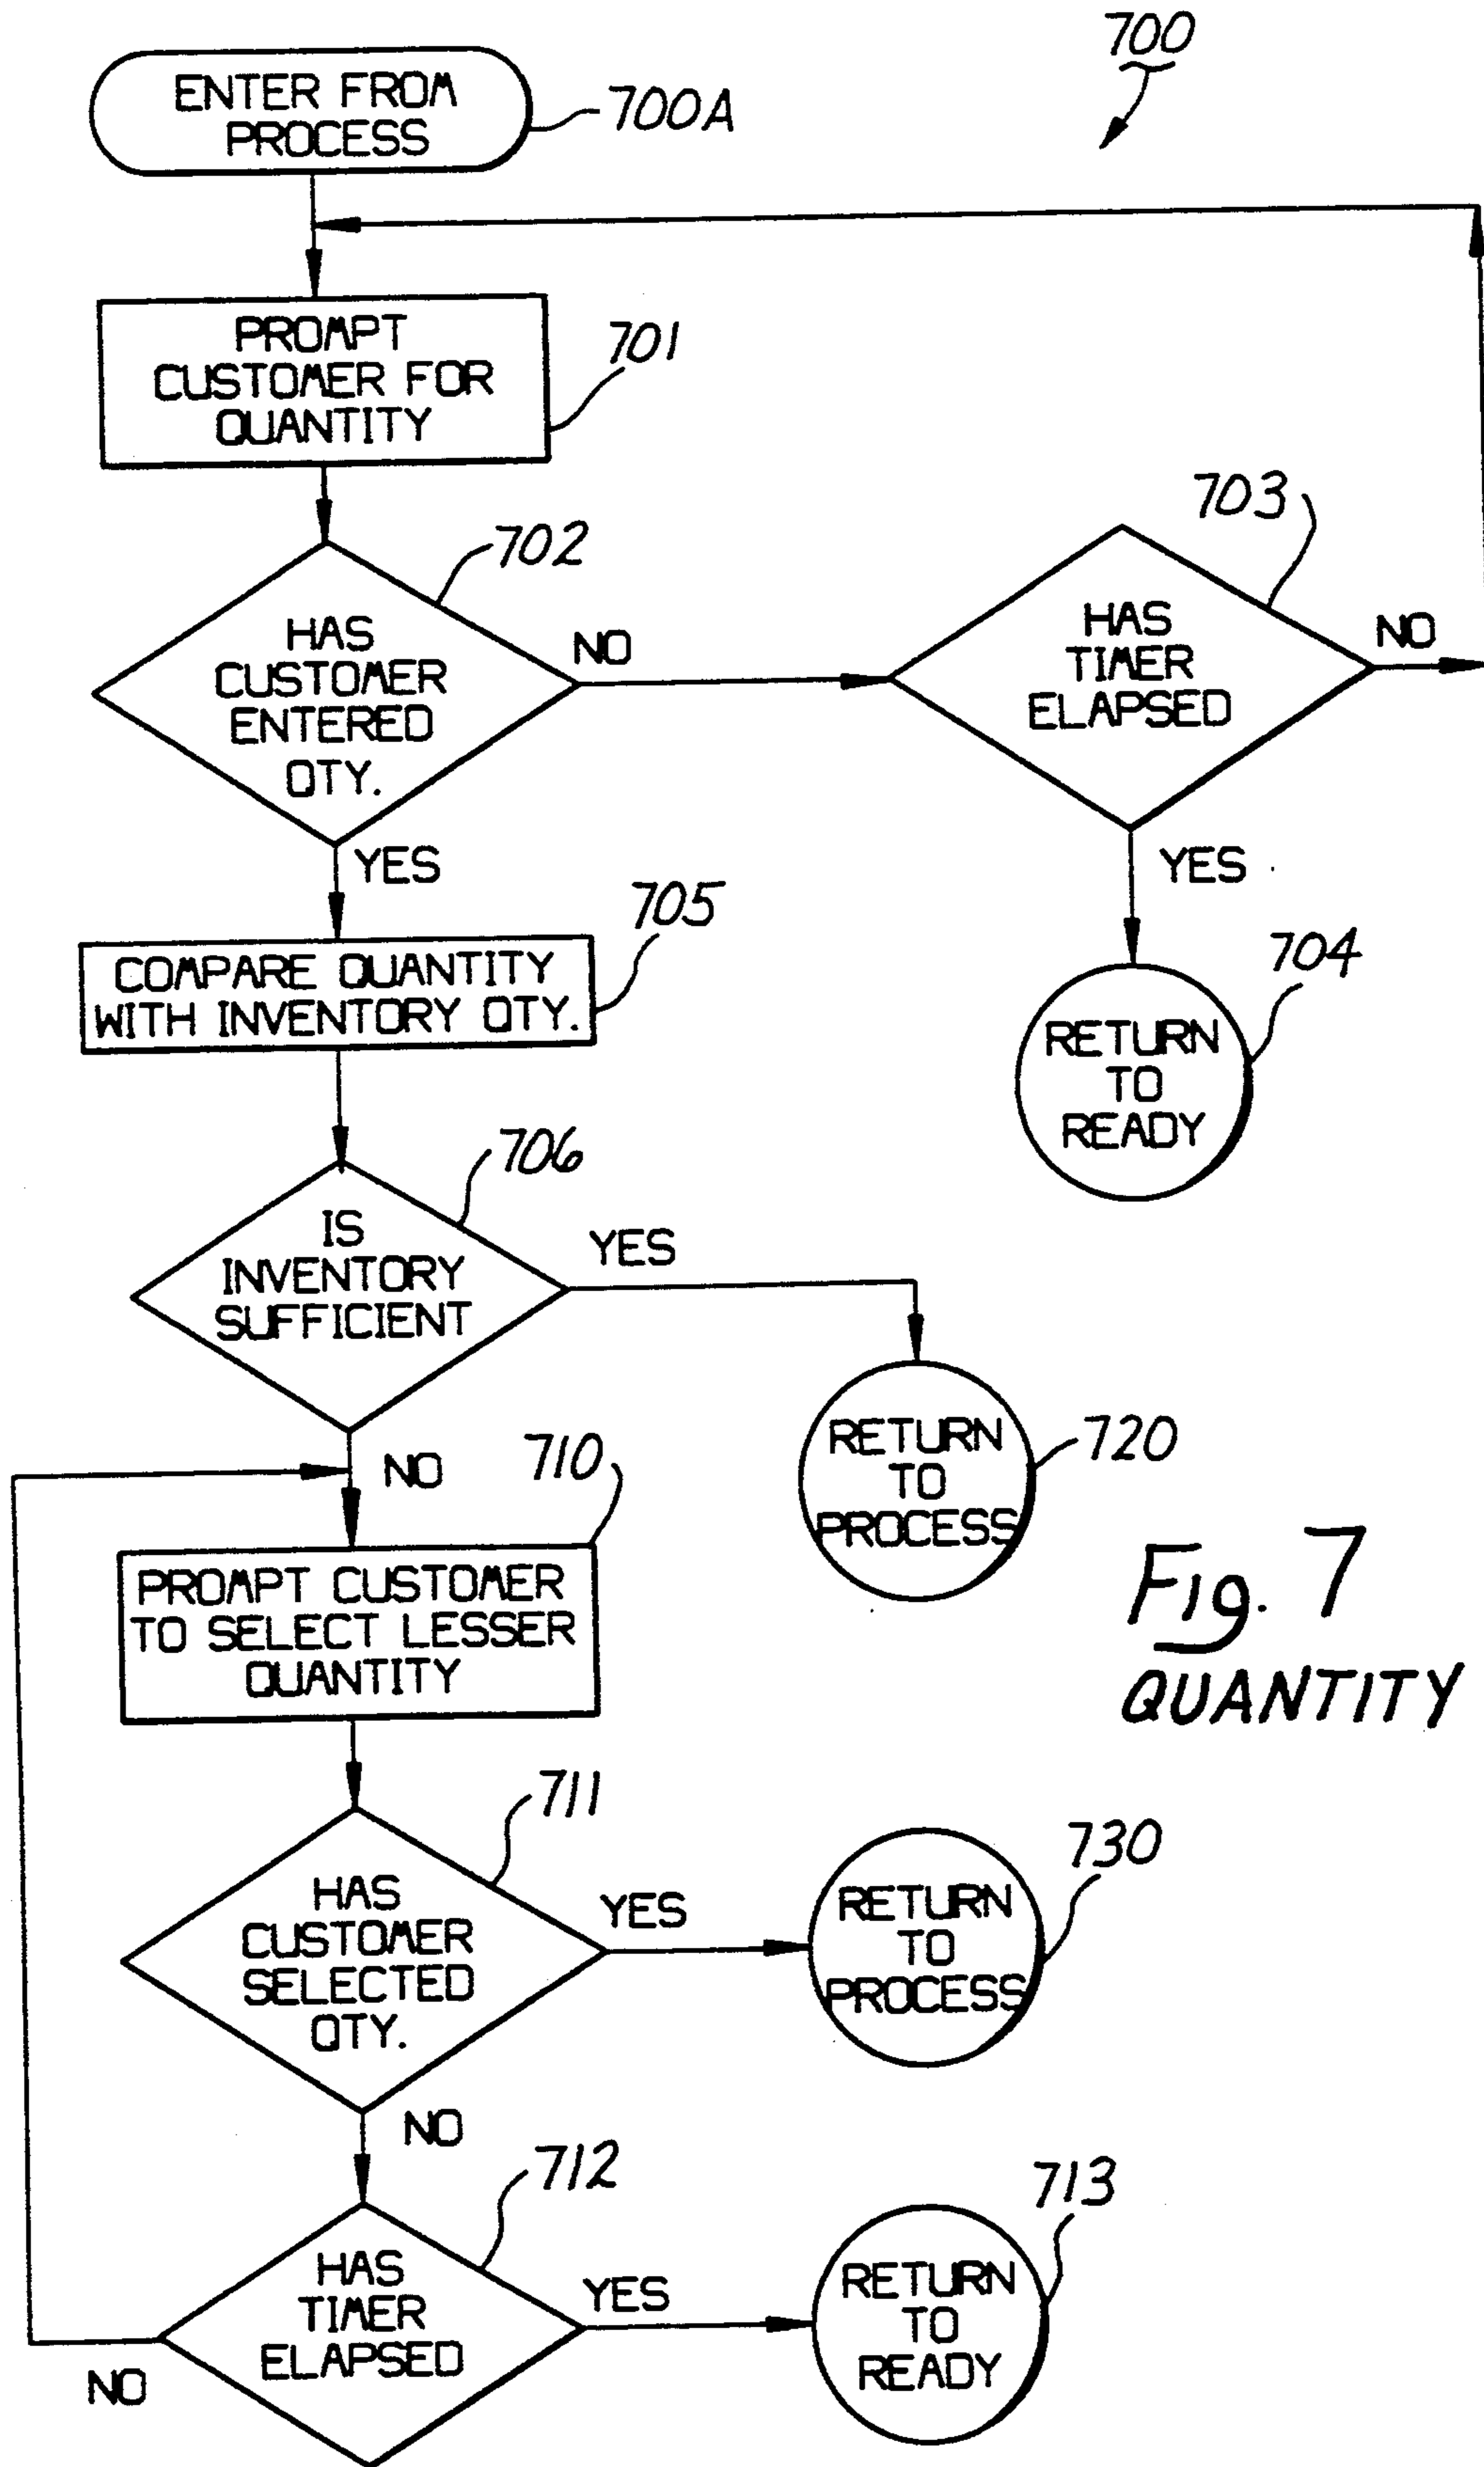 700
ENTER FROM
PROCESS
700A
PROMPT
CUSTOMER FOR
QUANTITY
701
702
HAS
CUSTOMER
ENTERED
QTY.
NO
703
HAS
TIMER
ELAPSED
NO
YES
YES
704
RETURN
TO
READY
705
COMPARE QUANTITY
WITH INVENTORY QTY.
706
IS
INVENTORY
SUFFICIENT
YES
RETURN
TO
PROCESS
720
NO
710
PROMPT CUSTOMER
TO SELECT LESSER
QUANTITY
Fig. 7
QUANTITY
711
HAS
CUSTOMER
SELECTED
QTY.
YES
730
RETURN
TO
PROCESS
NO
712
HAS
TIMER
ELAPSED
NO
YES
713
RETURN
TO
READY